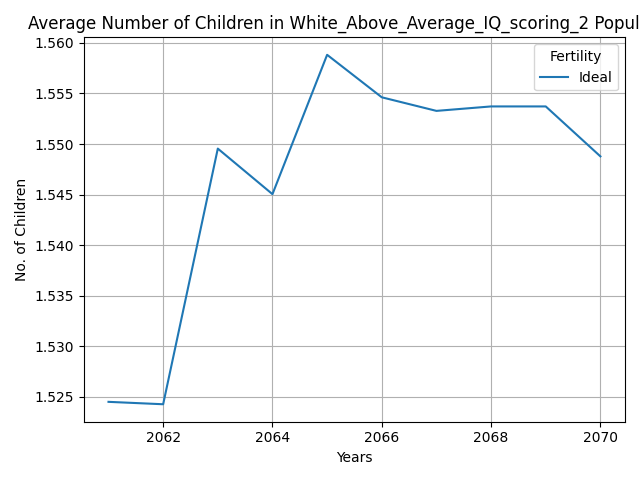 Average Number of Children in White_Above_Average_IQ_scoring_2 Popul
1.560
1.555
1.550
1.545
1.540
1.535
1.530
1.525
No. of Children
Fertility
Ideal
2062 2064 2066 2068 2070
Years